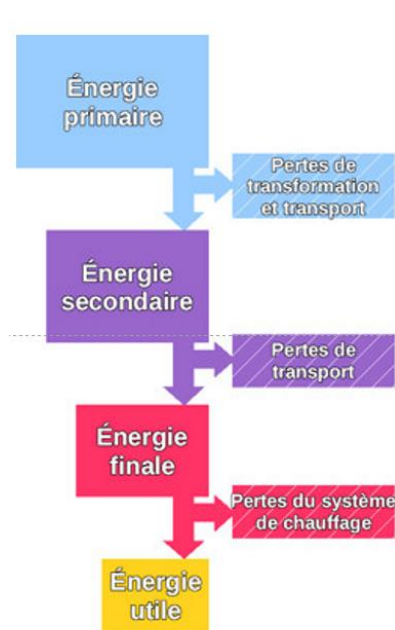 Énergie
primaire
Pertes de
transformation
et transport
Énergie
secondaire
Pertes de
transport
Énergie
finale
Pertes du système
de chauffage
Énergie
utile